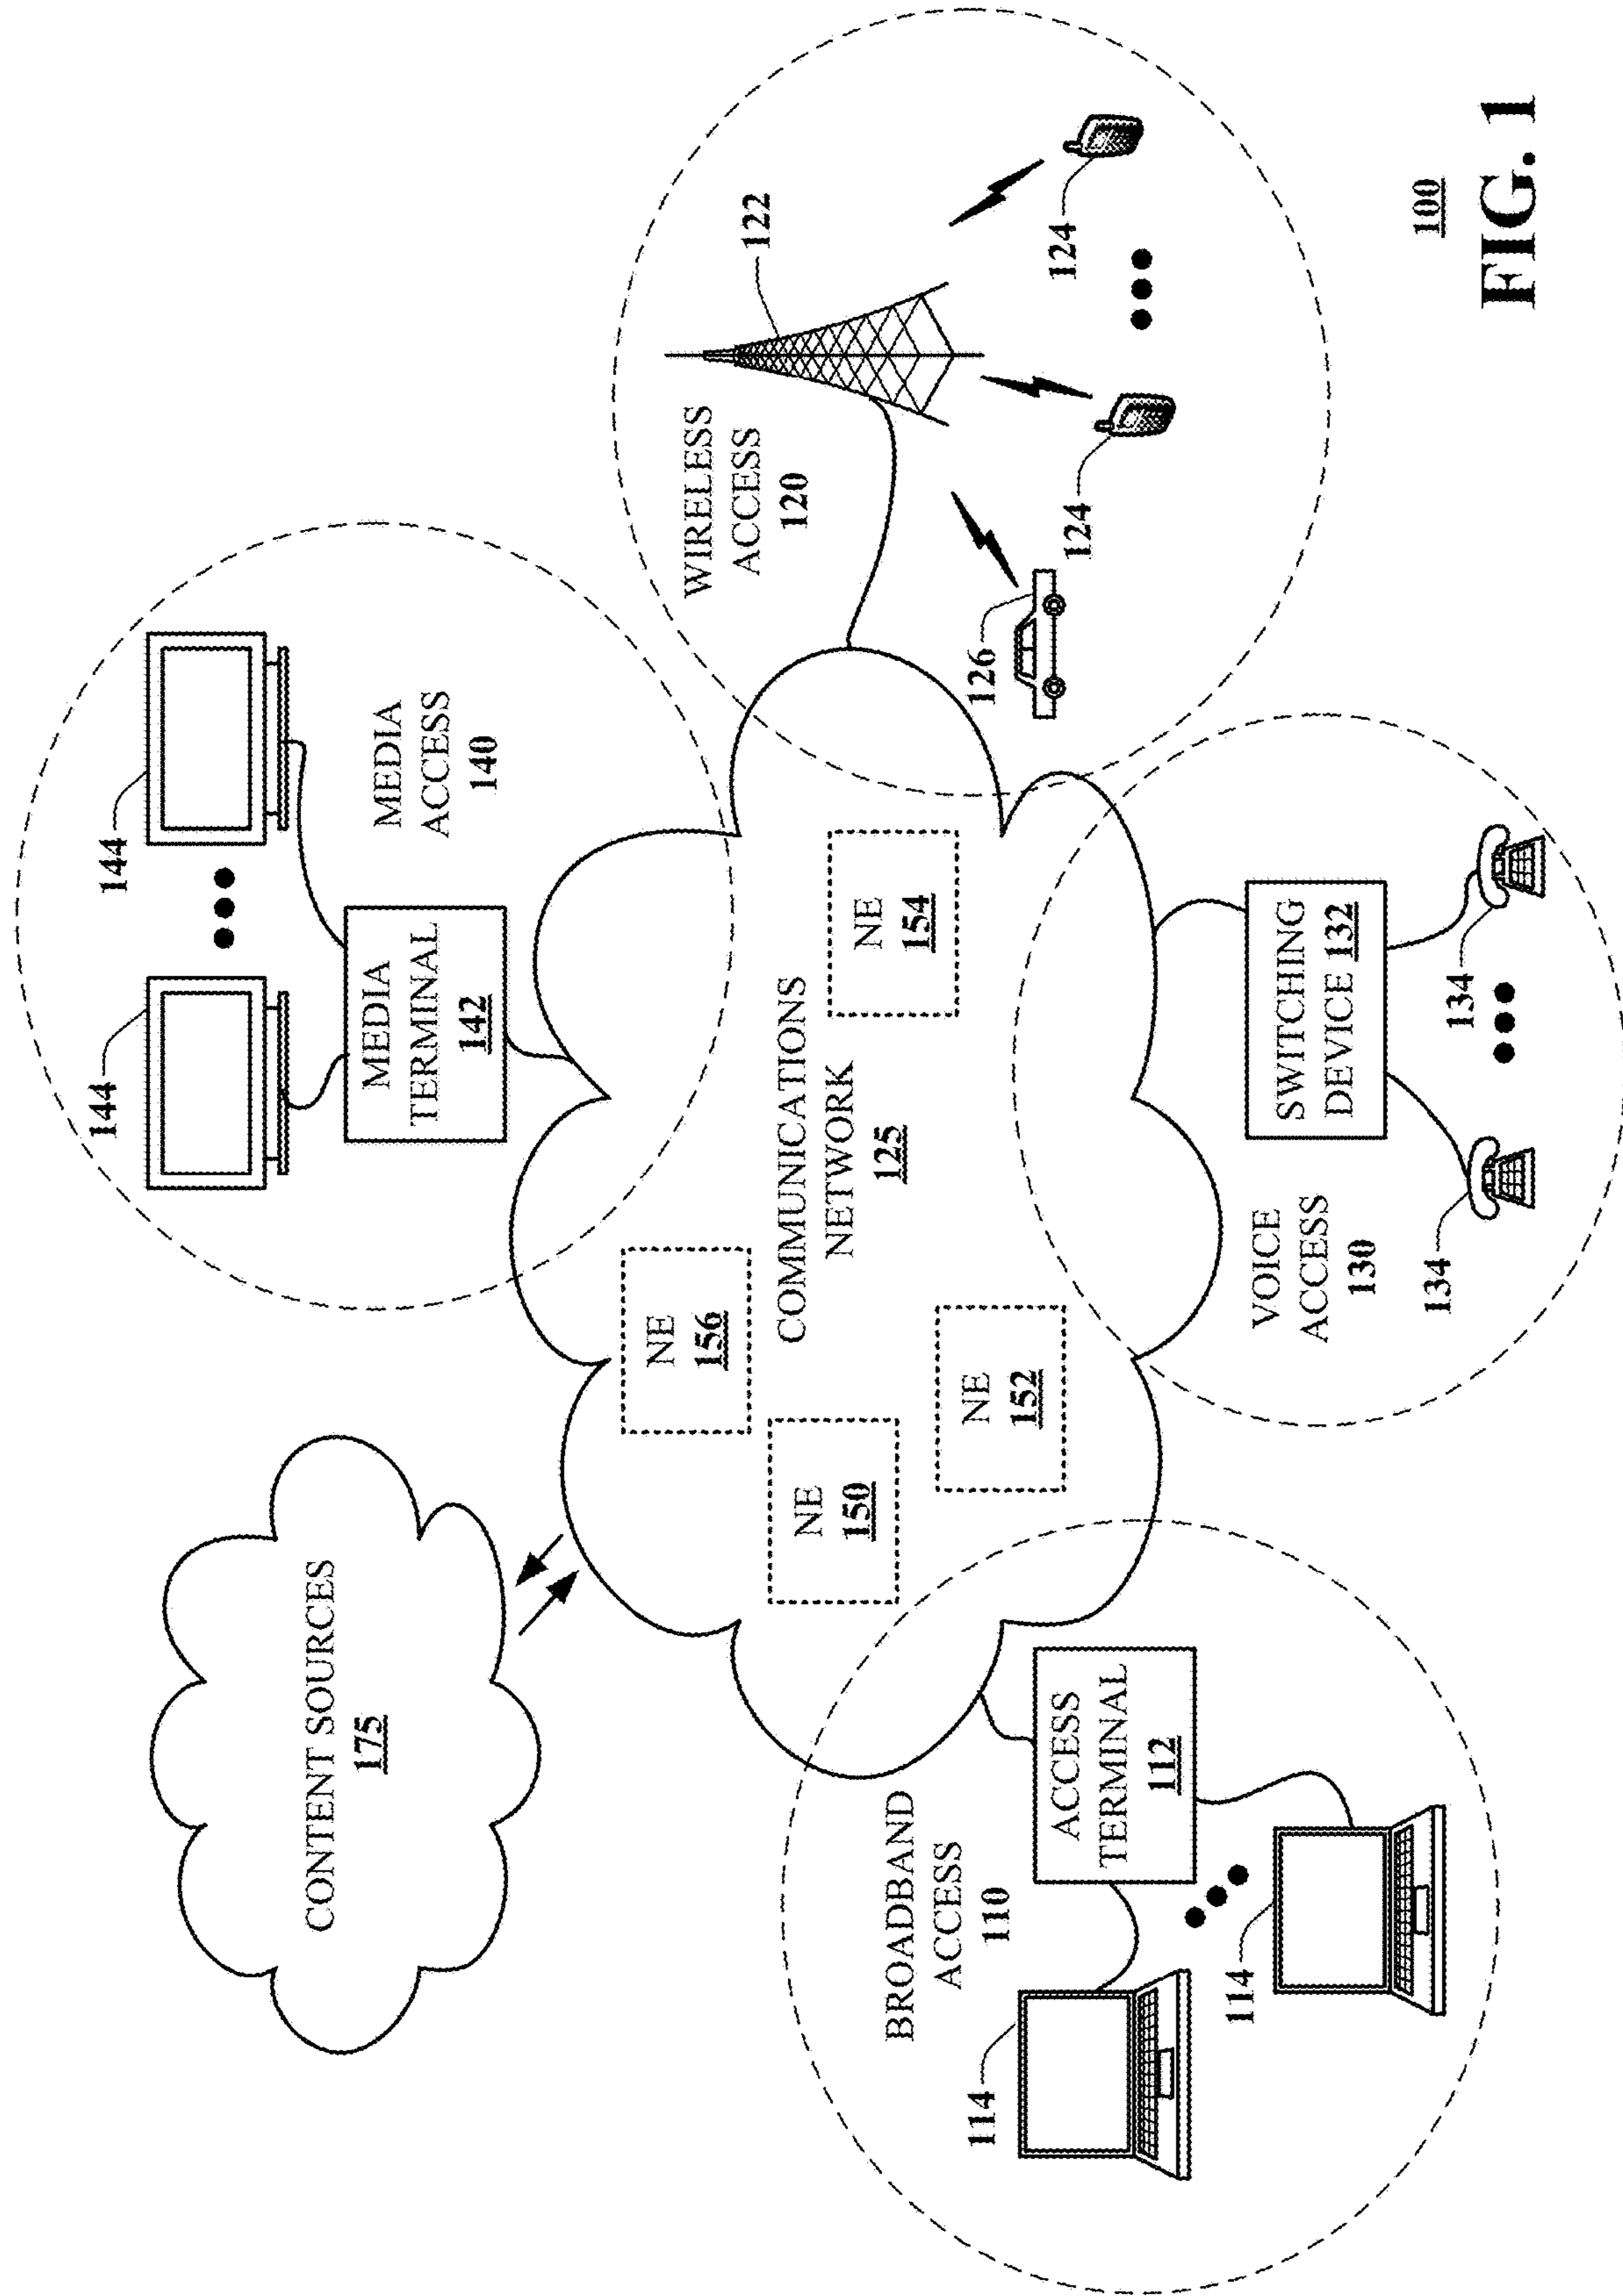 CONTENT SOURCES
175
144
144
MEDIA
TERMINAL
142
MEDIA
ACCESS
140
NE
156
NE
150
NE
152
COMMUNICATIONS
NETWORK
125
NE
154
WIRELESS
ACCESS
120
122
126
124
124
BROADBAND
ACCESS
110
ACCESS
TERMINAL
112
114
114
VOICE
ACCESS
130
SWITCHING
DEVICE 132
134
134
100
FIG. 1